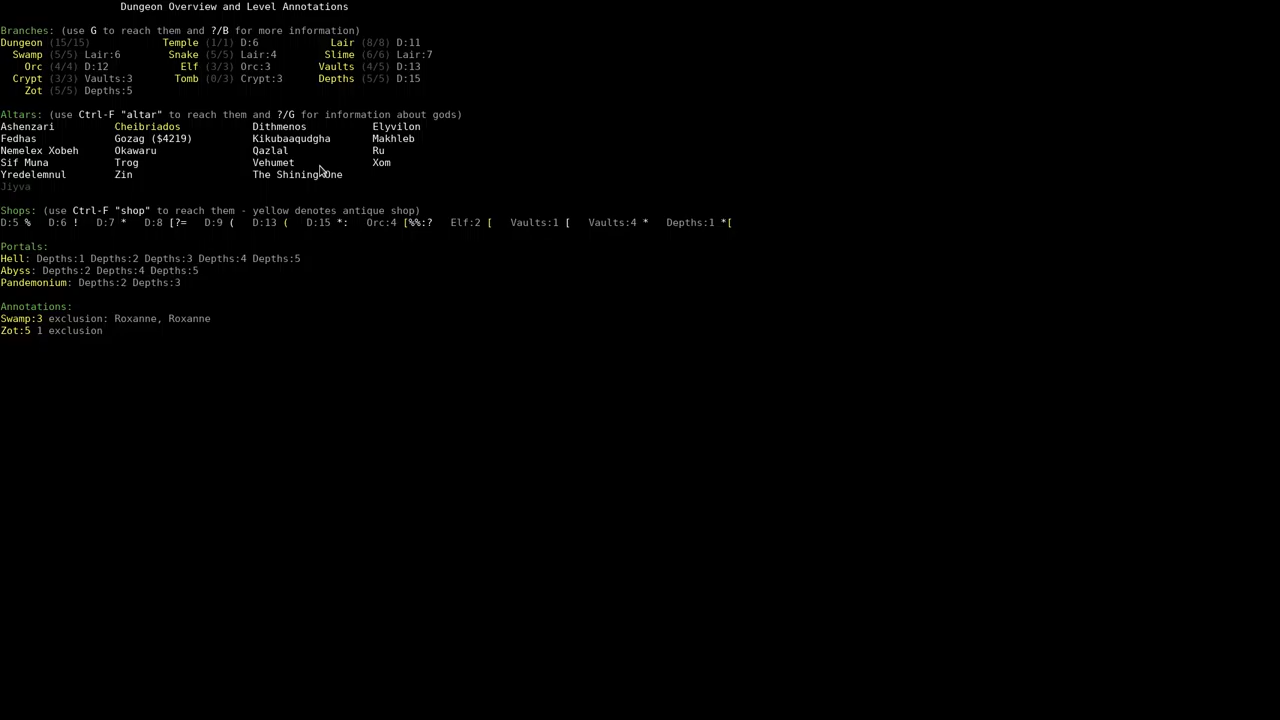 Dungeon Overview and Level Annotations
Branches: (use G to reach them and ?/B for more information)
Dungeon (15/15) Temple (1/1) D:6 Lair (8/8) D:11
Swamp (5/5) Lair:6 Snake (5/5) Lair:4 Slime (6/6) Lair:7
Orc (4/4) D:12 Elf (3/3) Orc:3 Vaults (4/5) D:13
Crypt (3/3) Vaults:3 Tomb (0/3) Crypt:3 Depths (5/5) D:15
Zot (5/5) Depths:5
Altars: (use Ctrl-F "altar" to reach them and ?/G for information about gods)
Ashenzari Cheibriados Dithmenos Elyvilon
Fedhas Gozag ($4219) Kikubaaqudgha Makhleb
Nemelex Xobeh Okawaru Qazlal Ru
Sif Muna Trog Vehumet Xom
Yredelemnul Zin The Shining One
Jiyva
Shops: (use Ctrl-F "shop" to reach them - yellow denotes antique shop)
D:5 % D:6 ! D:7 * D:8 [?= D:9 ( D:13 ( D:15 *: Orc:4 [%%:? Elf:2 [ Vaults:1 [ Vaults:4 * Depths:1 *[
Portals:
Hell: Depths:1 Depths:2 Depths:3 Depths:4 Depths:5
Abyss: Depths:2 Depths:4 Depths:5
Pandemonium: Depths:2 Depths:3
Annotations:
Swamp:3 exclusion: Roxanne, Roxanne
Zot:5 1 exclusion